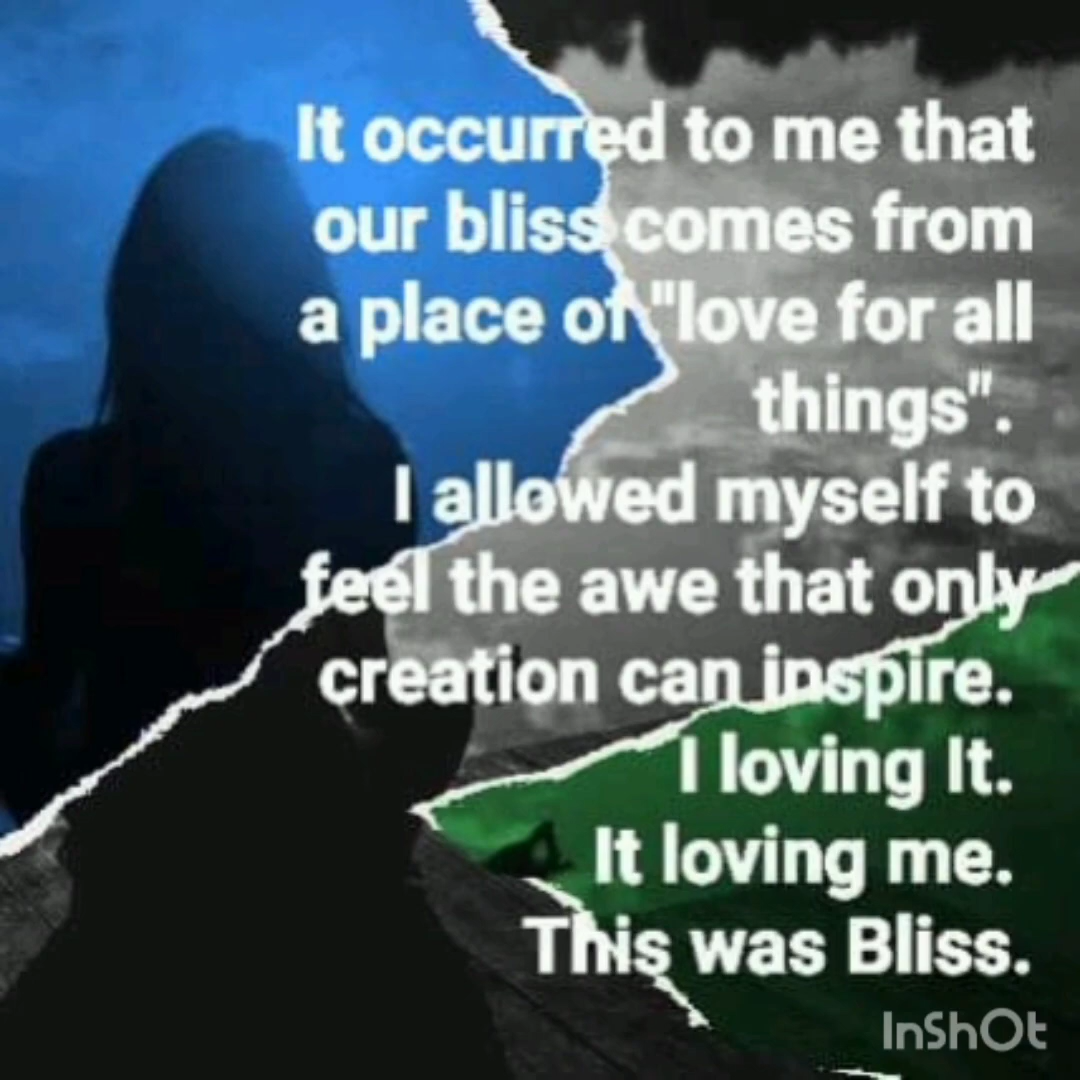 It occurred to me that
our bliss comes from
a place of "love for all
things".
I allowed myself to
feel the awe that only
creation can inspire.
I loving It.
It loving me.
This was Bliss.
InShOt